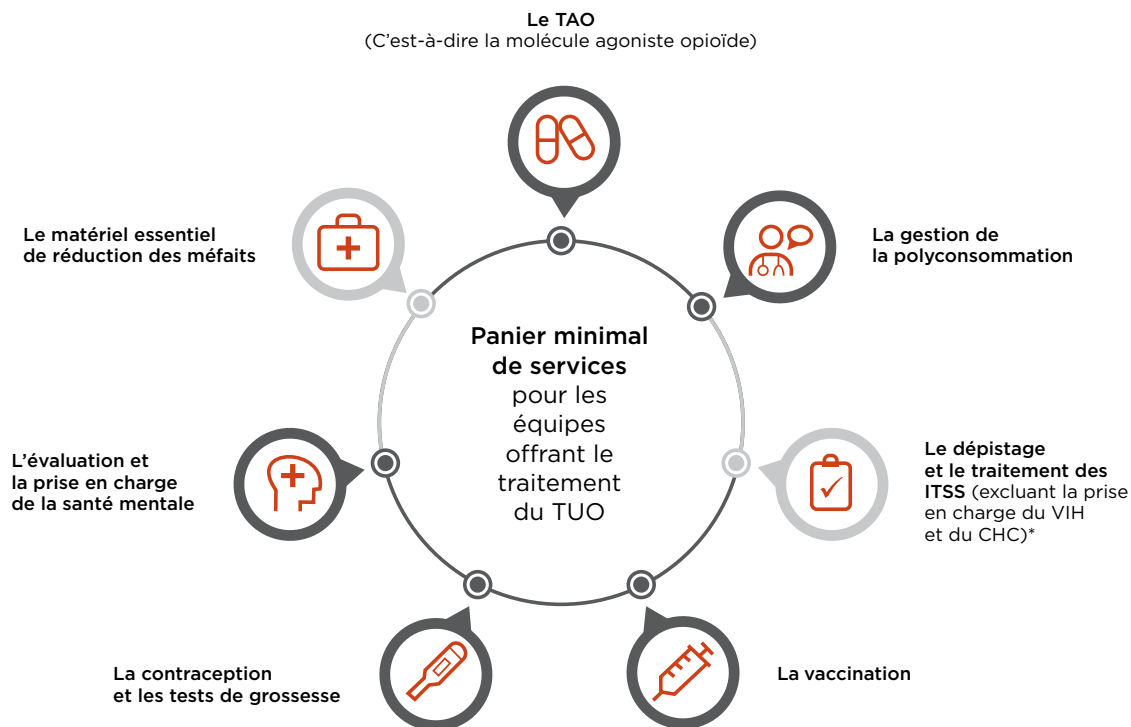 Le TAO
(C'est-à-dire la molécule agoniste opioïde)
Le matériel essentiel
de réduction des méfaits
La gestion de
la polyconsommation
Panier minimal
de services
pour les
équipes
offrant le
traitement
du TUO
L'évaluation et
la prise en charge
de la santé mentale
Le dépistage
et le traitement des
ITSS (excluant la prise
en charge du VIH
et du CHC)*
La contraception
et les tests de grossesse
La vaccination